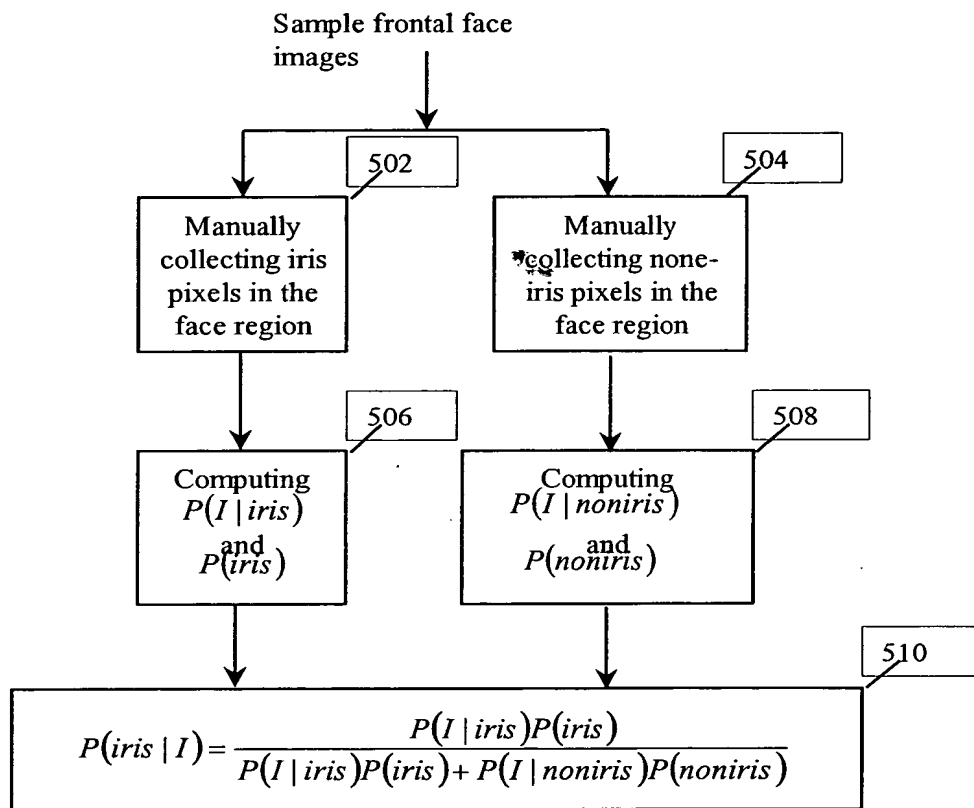 Sample frontal face
images
502
504
Manually
collecting iris
pixels in the
face region
Manually
collecting none-
iris pixels in the
face region
506
508
Computing
P(I | iris)
and
P(iris)
Computing
P(I | noniris)
and
P(noniris)
510
P(iris | I) = P(I | iris)P(iris)
P(I | iris)P(iris) + P(I | noniris)P(noniris)